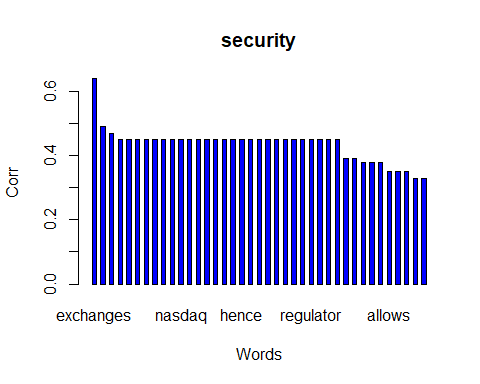 security
Corr
0.6
0.4
0.2
0.0
exchanges nasdaq hence regulator allows
Words